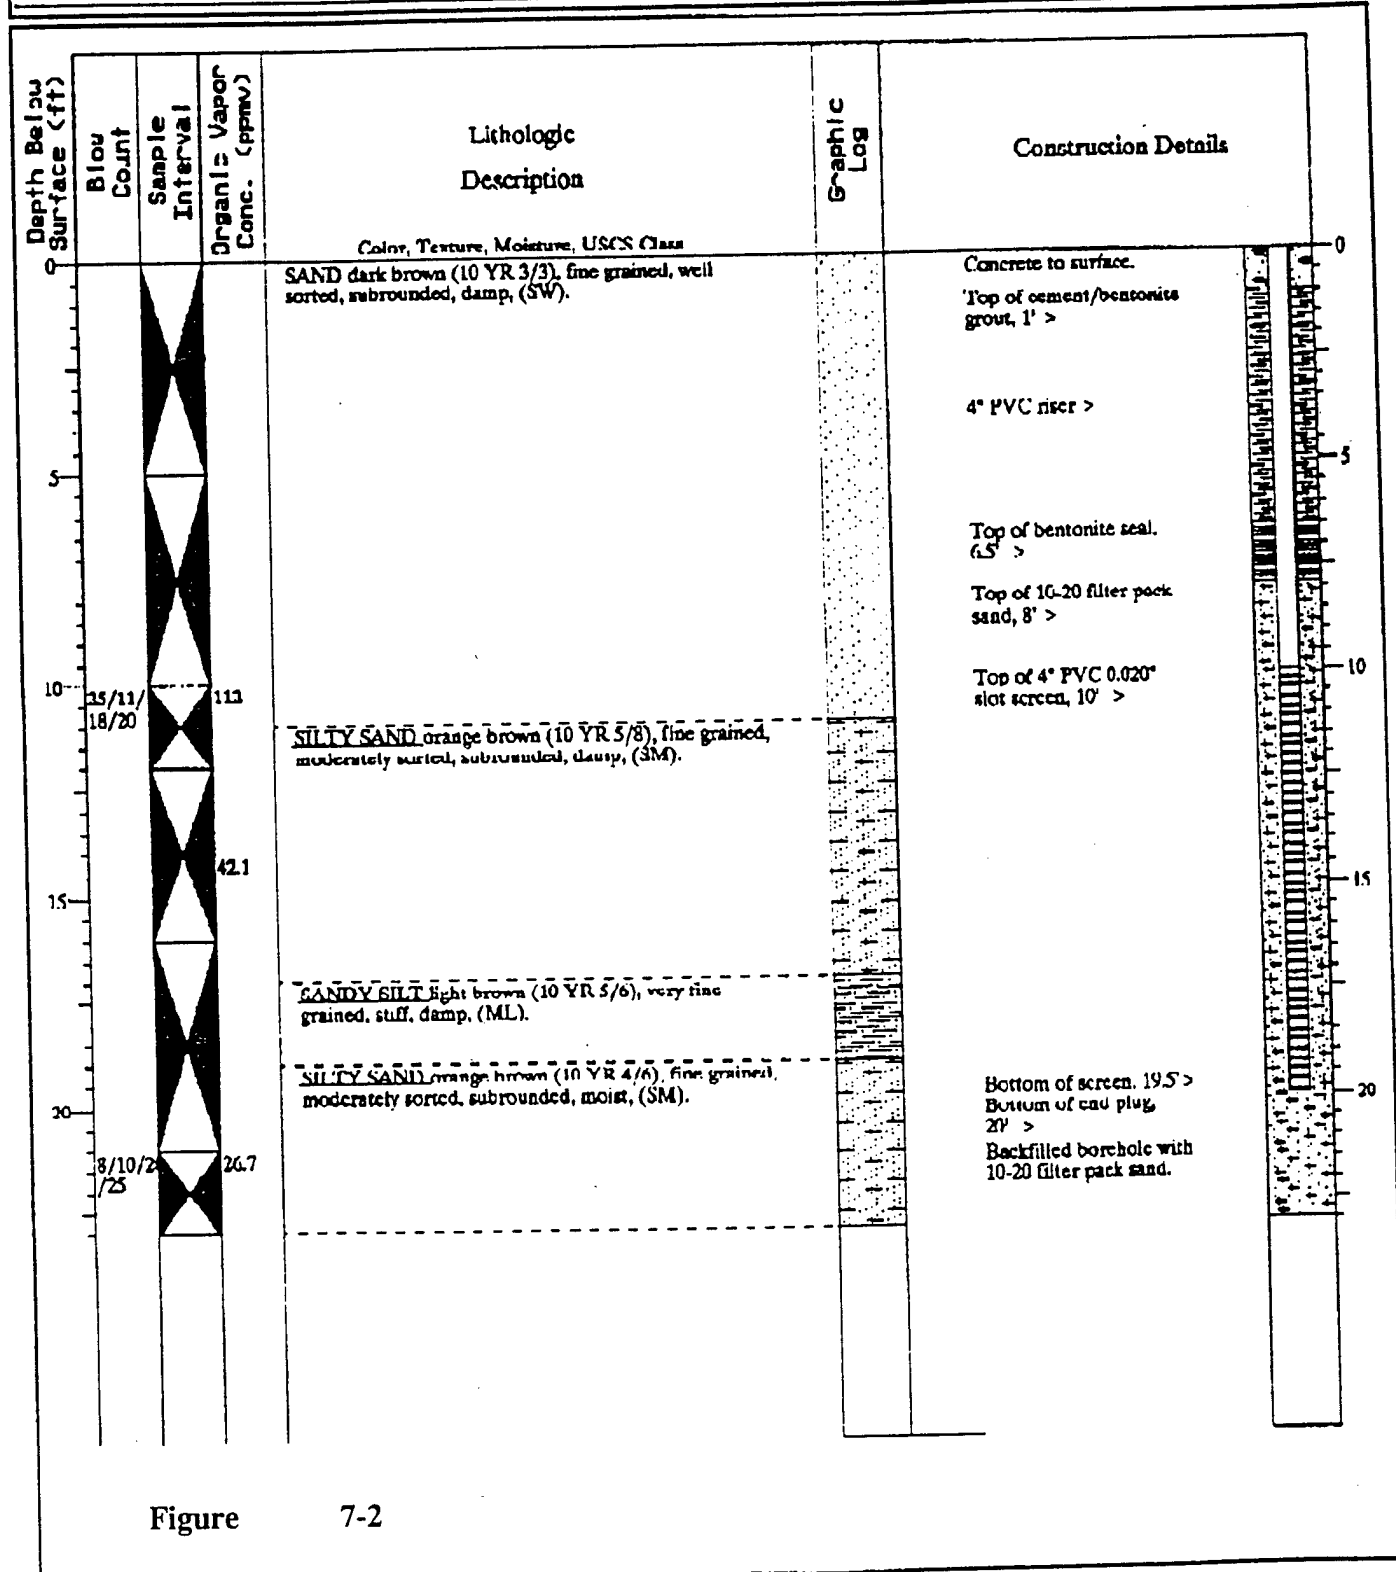 Depth Below
Surface (ft)
Blow
Count
Sample
Interval
Organic Vapor
Conc. (ppmv)
Lithologic
Description
Color, Texture, Moisture, USCS Class
Graphic
Log
Construction Details
0
0
SAND dark brown (10 YR 3/3), fine grained, well
sorted, subrounded, damp, (SW).
Concrete to surface.
Top of cement/bentonite
grout, 1' >
4" PVC riser >
5
5
Top of bentonite seal.
6.5' >
Top of 10-20 filter pack
sand, 8' >
10
10
/11/
18/20
Top of 4" PVC 0.020"
slot screen, 10' >
SILTY SAND orange brown (10 YR 5/8), fine grained,
moderately sorted, subrounded, damp, (SM).
42.1
15
15
SANDY SILT light brown (10 YR 5/6), very fine
grained, stiff, damp, (ML).
SILTY SAND orange brown (10 YR 4/6), fine grained,
moderately sorted, subrounded, moist, (SM).
Bottom of screen, 19.5' >
Bottom of end plug,
20' >
20
20
8/10/
/25
26.7
Backfilled borehole with
10-20 filter pack sand.
Figure 7-2